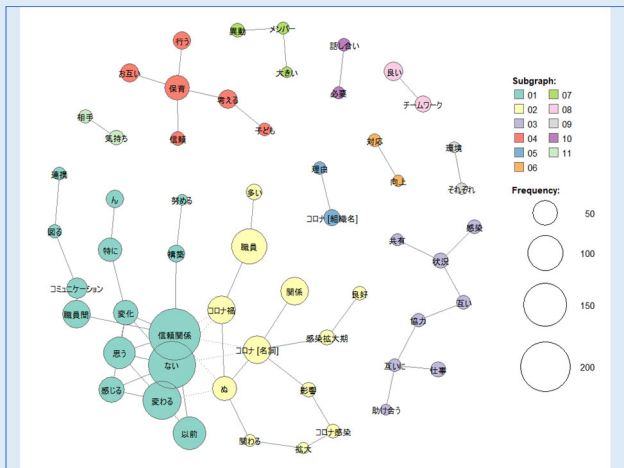 異動
メンバー
大きい
話し合い
必要
行う
お互い
保育
考える
信頼
子ども
良い
チームワーク
相手
気持ち
対応
向上
環境
それぞれ
理由
コロナ[組織名]
連携
図る
コミュニケーション
職員間
ん
特に
努める
構築
多い
職員
共有
感染
状況
互い
協力
互いに
仕事
助け合う
変化
信頼関係
コロナ禍
関係
良好
感染拡大期
コロナ[名詞]
思う
ない
感じる
変わる
ぬ
影響
以前
関わる
コロナ感染
拡大
Subgraph:
01 07
02 08
03 09
04 10
05 11
06
Frequency:
50
100
150
200